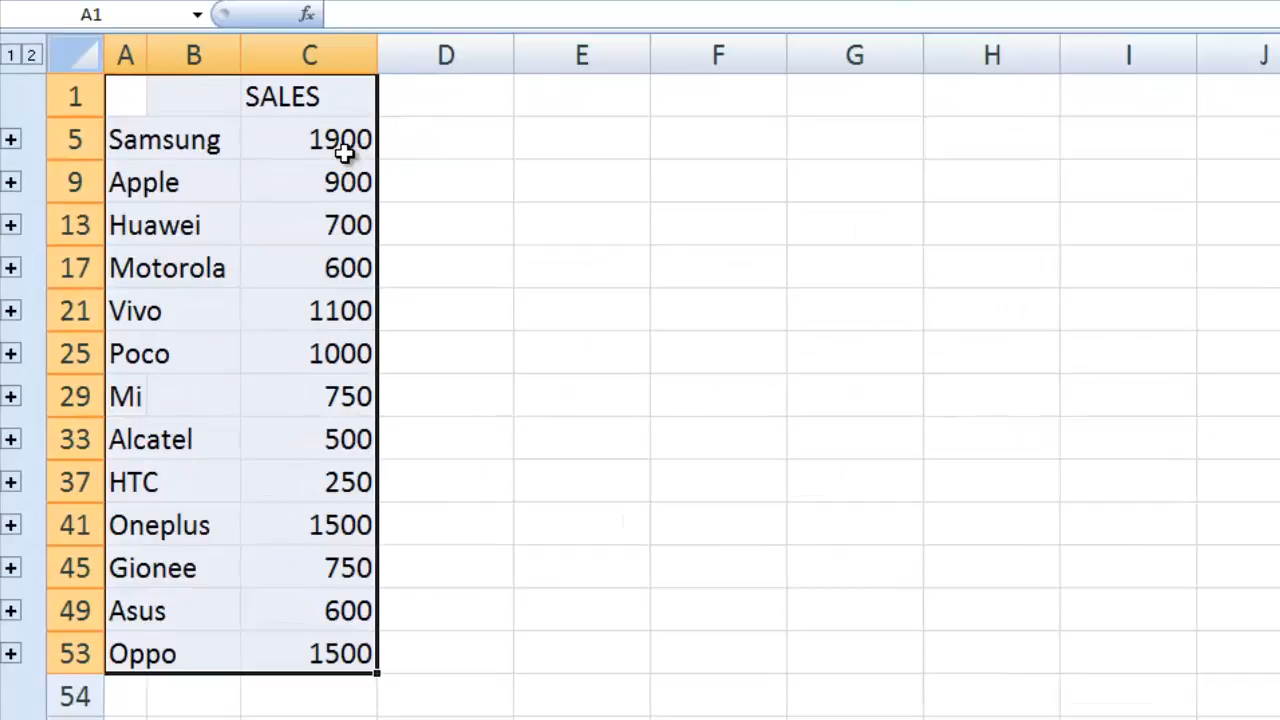 A1 fx
1 2 A B C D E F G H I J
1 SALES
+ 5 Samsung 1900
+ 9 Apple 900
+ 13 Huawei 700
+ 17 Motorola 600
+ 21 Vivo 1100
+ 25 Poco 1000
+ 29 Mi 750
+ 33 Alcatel 500
+ 37 HTC 250
+ 41 Oneplus 1500
+ 45 Gionee 750
+ 49 Asus 600
+ 53 Oppo 1500
54